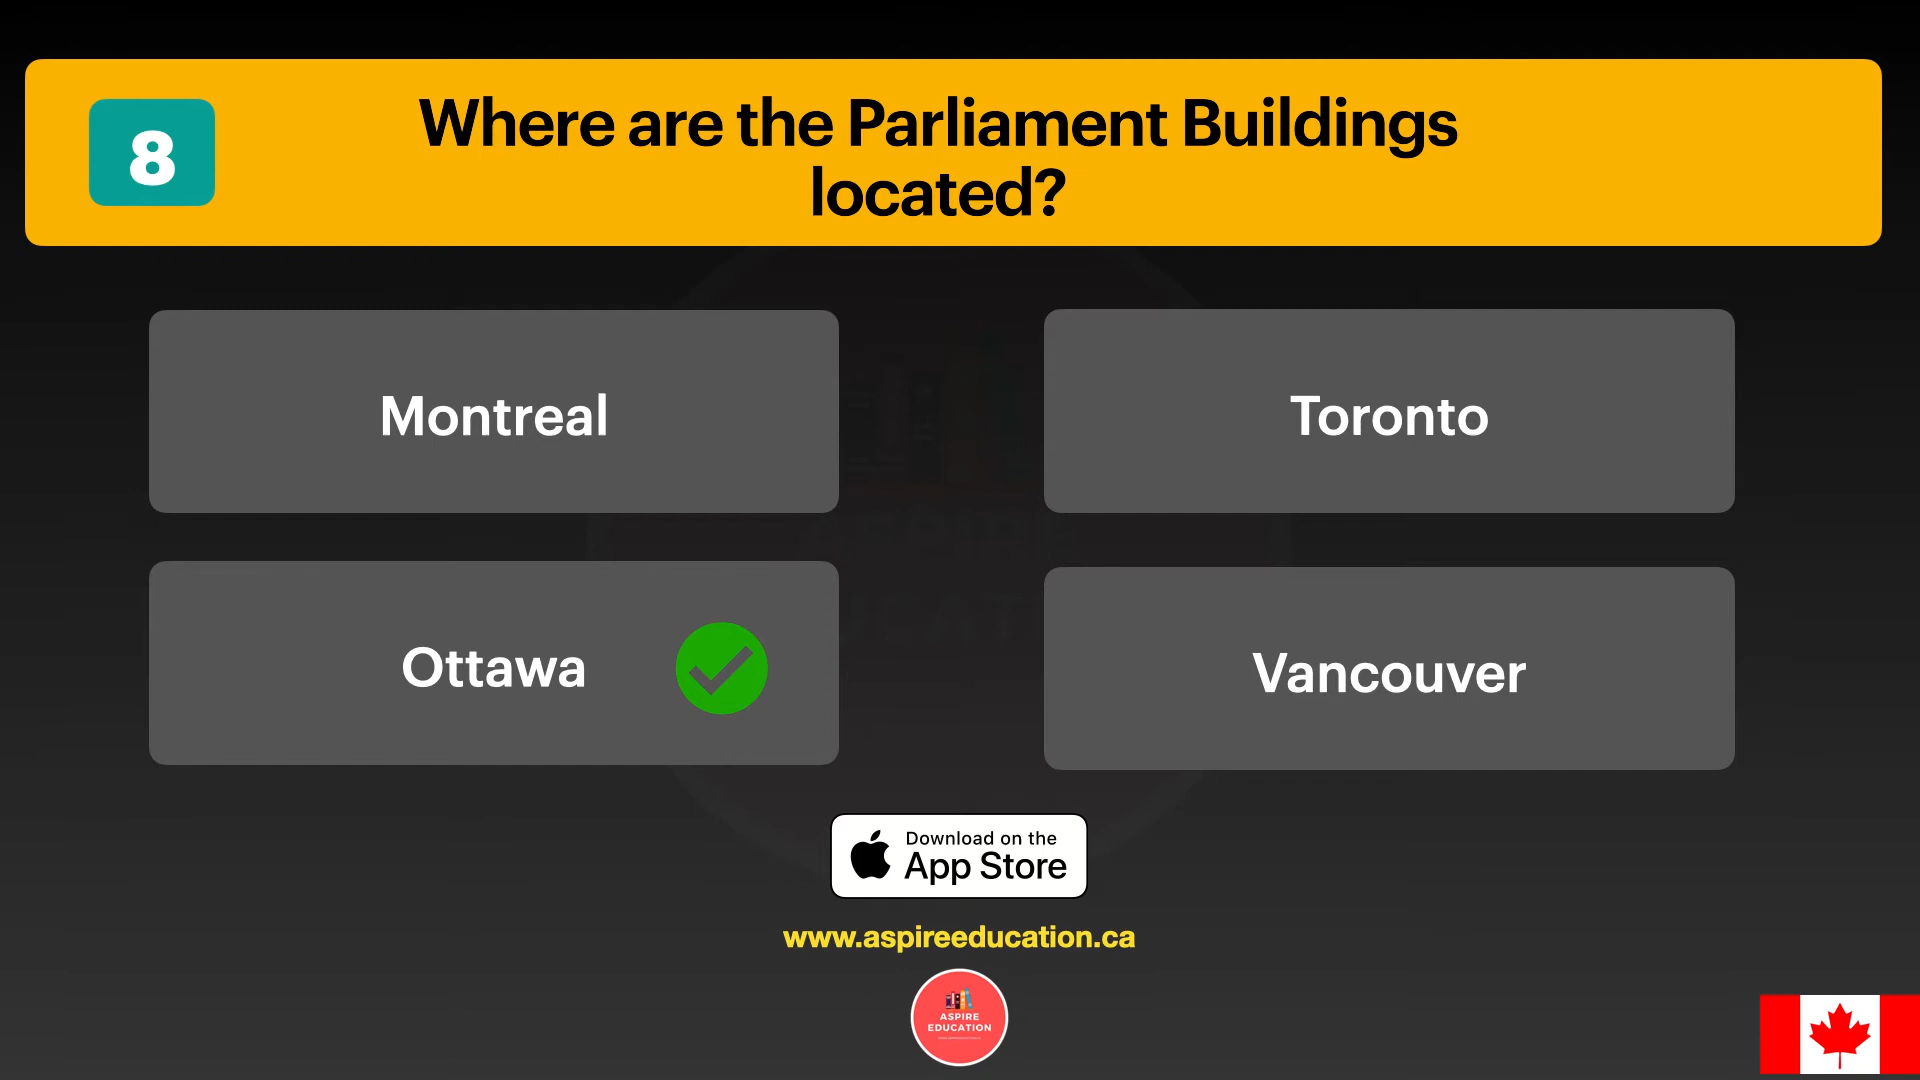 8
Where are the Parliament Buildings
located?
Montreal
Toronto
Ottawa
Vancouver
Download on the
App Store
www.aspireeducation.ca
ASPIRE
EDUCATION